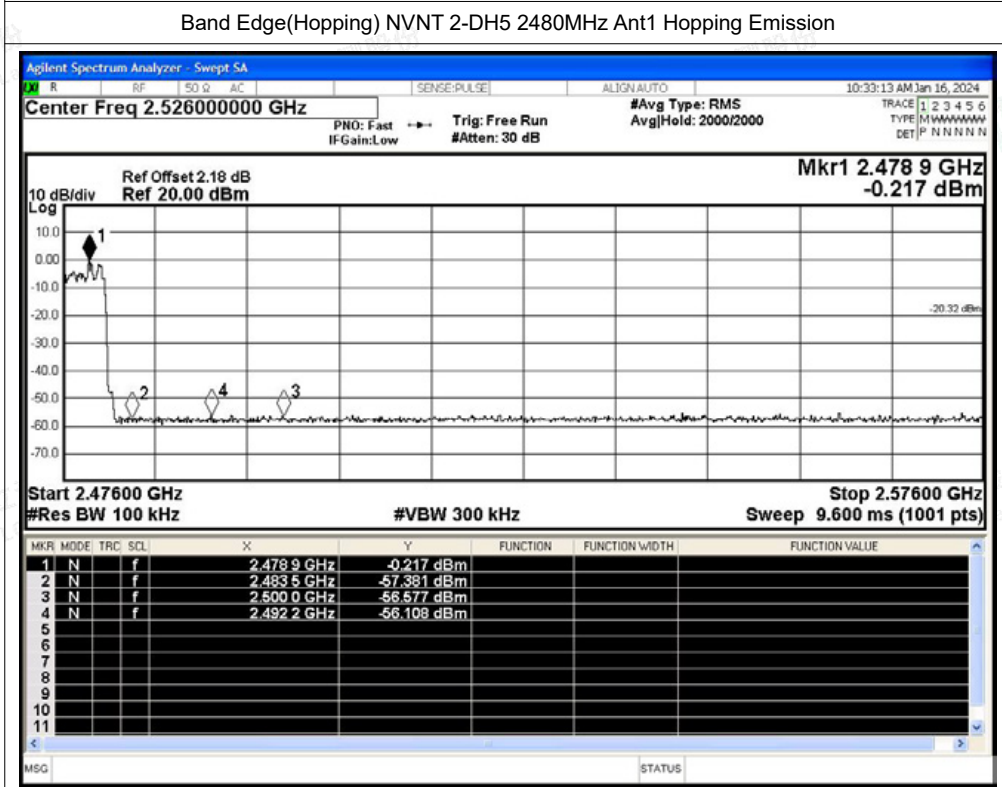 Band Edge(Hopping) NVNT 2-DH5 2480MHz Ant1 Hopping Emission
Agilent Spectrum Analyzer - Swept SA
R RF 50 Ω AC SENSE:PULSE ALIGN AUTO 10:33:13 AM Jan 16, 2024
Center Freq 2.526000000 GHz #Avg Type: RMS TRACE 1 2 3 4 5 6
PNO: Fast Trig: Free Run Avg|Hold: 2000/2000 TYPE M WWWWW
IFGain:Low #Atten: 30 dB DET P N N N N N
Mkr1 2.478 9 GHz
-0.217 dBm
Ref Offset 2.18 dB
10 dB/div Ref 20.00 dBm
Log
10.0
1
0.00
-10.0
-20.0
-20.32 dBm
-30.0
-40.0
-50.0
2 4 3
-60.0
-70.0
Start 2.47600 GHz Stop 2.57600 GHz
#Res BW 100 kHz #VBW 300 kHz Sweep 9.600 ms (1001 pts)
MKR MODE TRC SCL X Y FUNCTION FUNCTION WIDTH FUNCTION VALUE
1 N f 2.478 9 GHz -0.217 dBm
2 N f 2.483 5 GHz -57.381 dBm
3 N f 2.500 0 GHz -56.577 dBm
4 N f 2.492 2 GHz -56.108 dBm
5
6
7
8
9
10
11
MSG STATUS